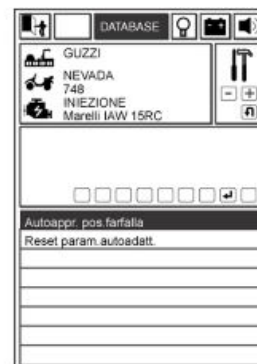 DATABASE
GUZZI
NEVADA
748
INIEZIONE
Marelli IAW 15RC
Autoappr. pos.farfalla
Reset param.autoadatt.